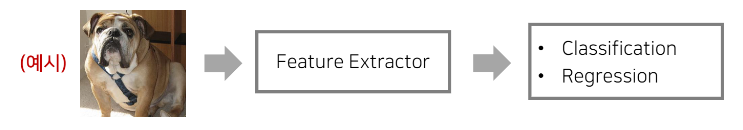 (예시)
Feature Extractor
• Classification
• Regression